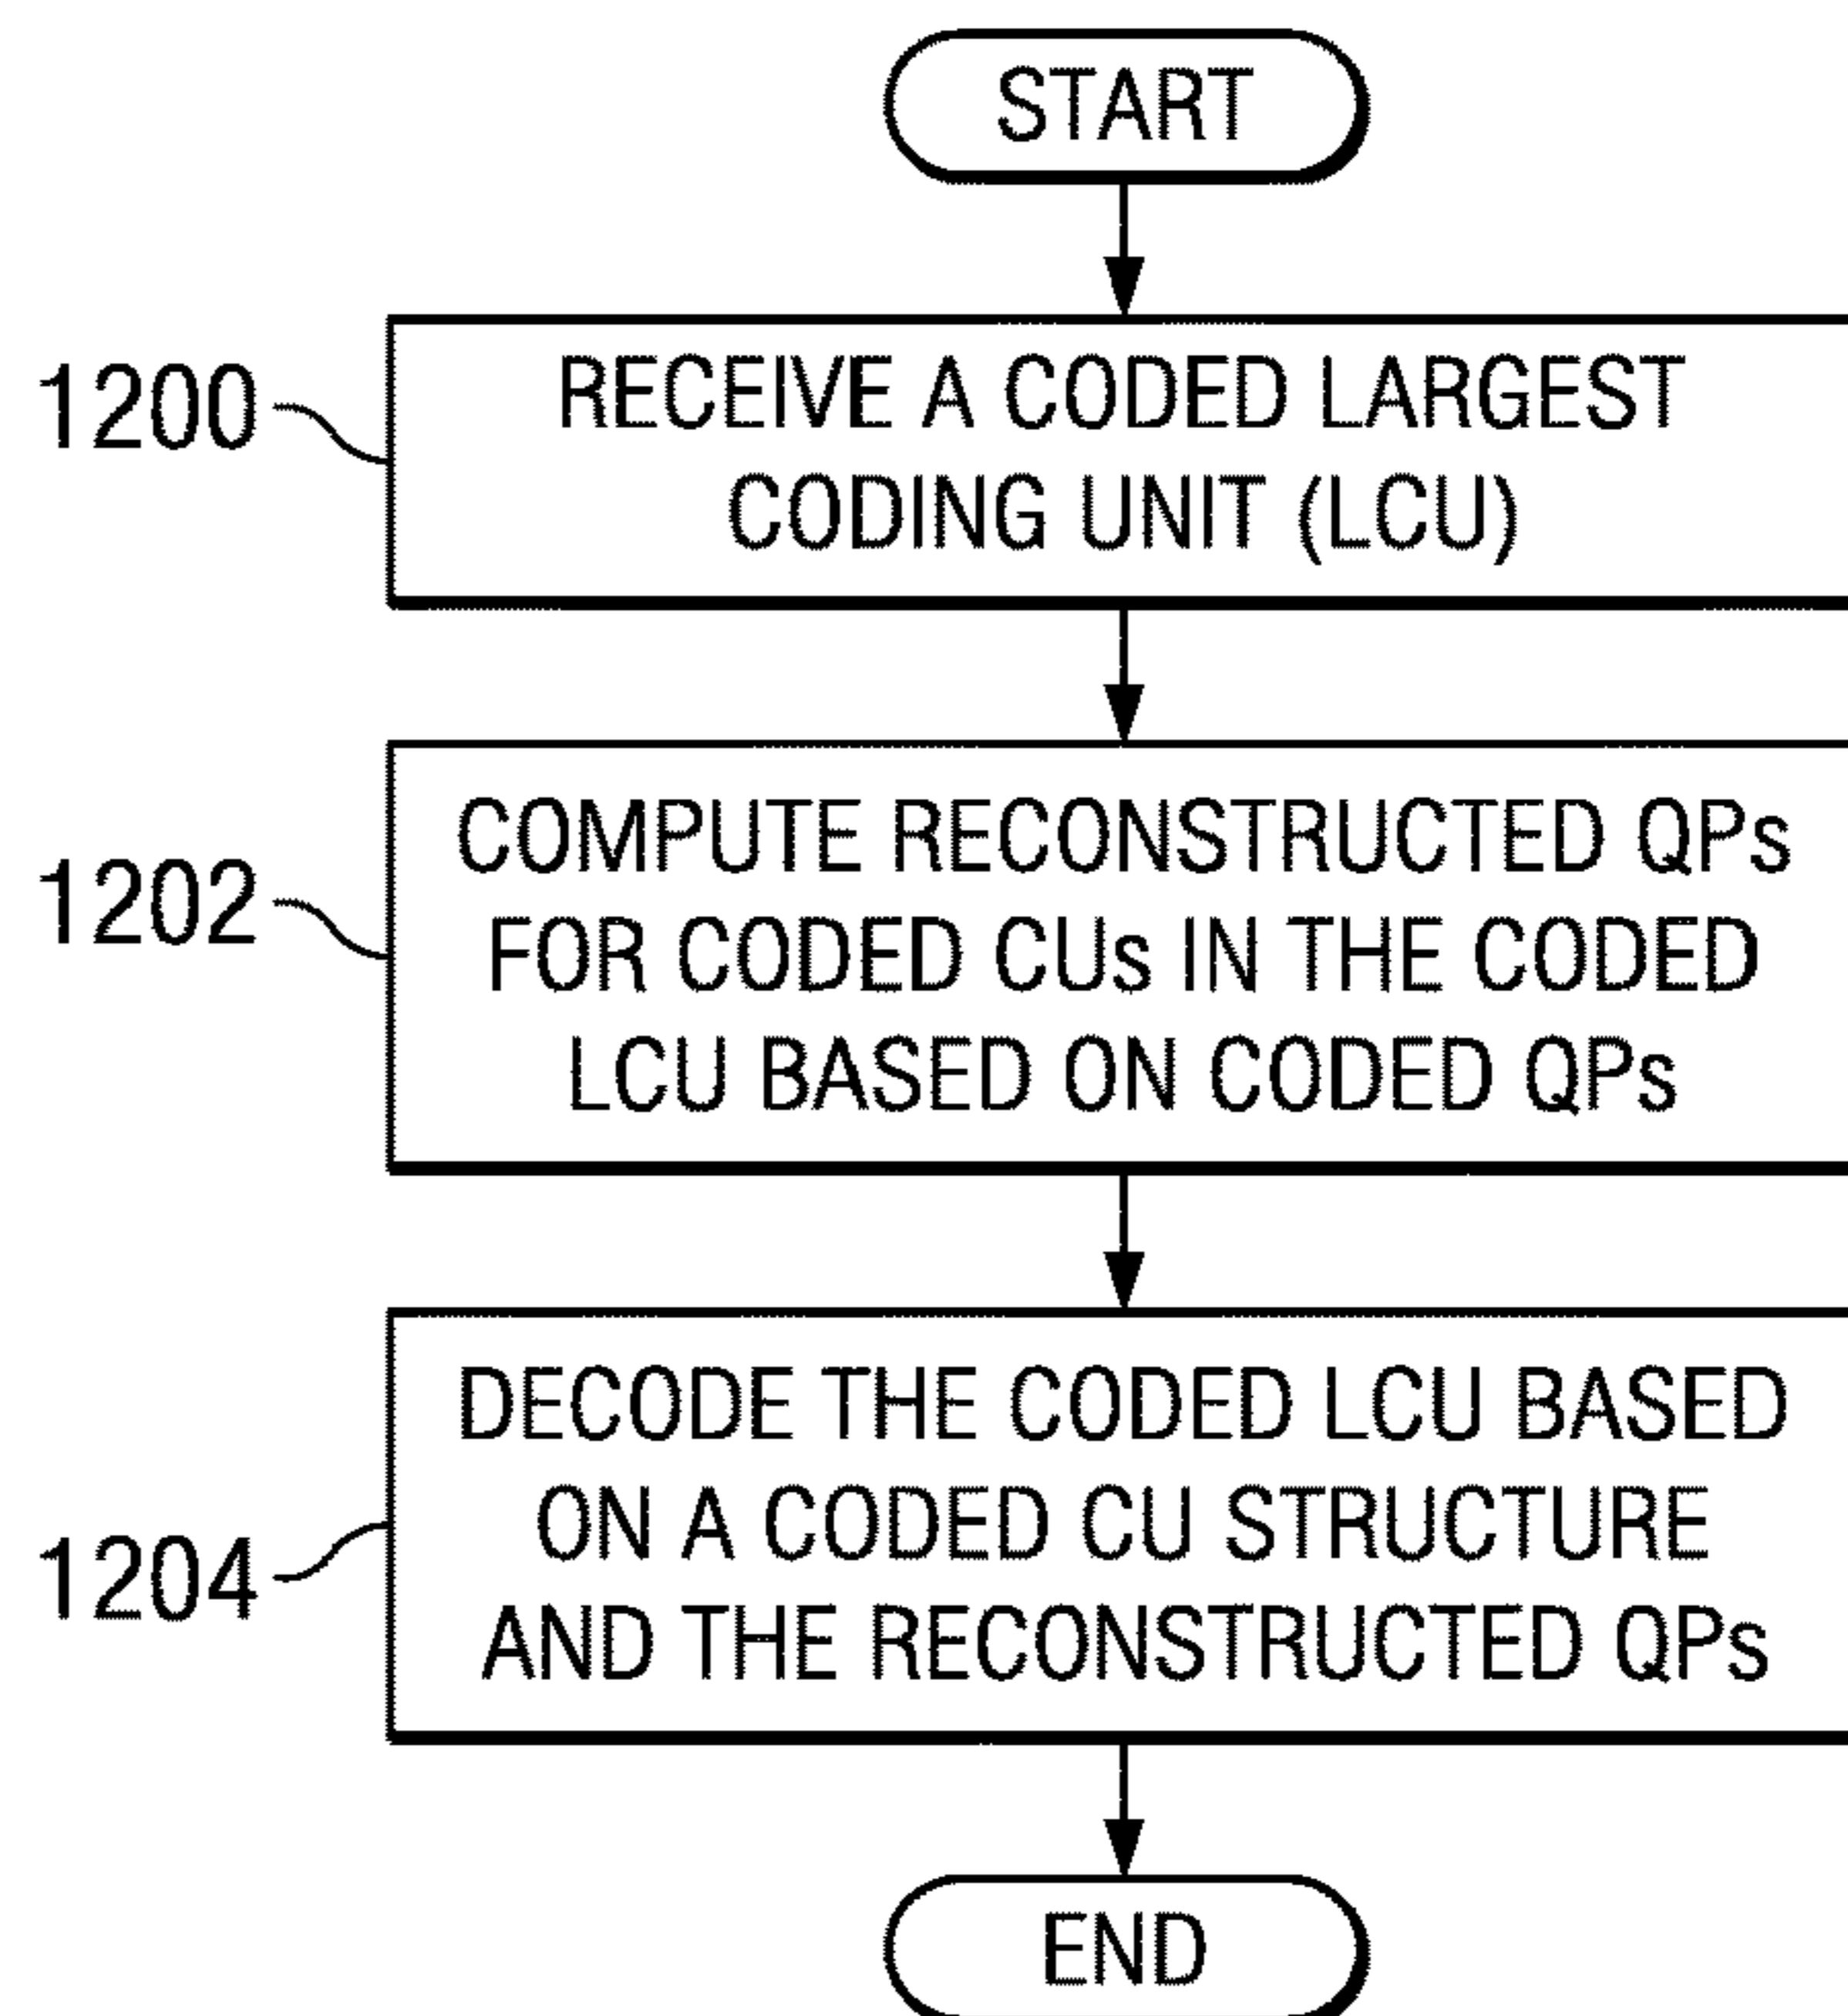 START
1200
RECEIVE A CODED LARGEST
CODING UNIT (LCU)
1202
COMPUTE RECONSTRUCTED QPs
FOR CODED CUs IN THE CODED
LCU BASED ON CODED QPs
1204
DECODE THE CODED LCU BASED
ON A CODED CU STRUCTURE
AND THE RECONSTRUCTED QPs
END